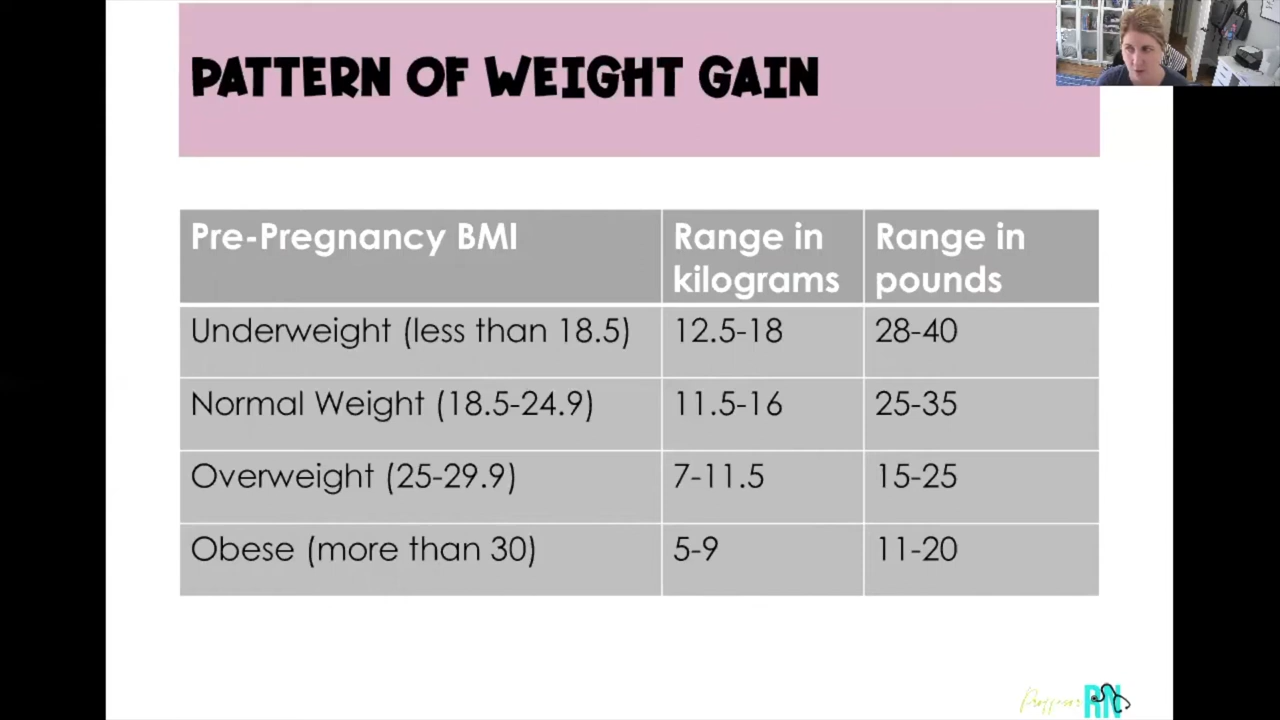 PATTERN OF WEIGHT GAIN
Pre-Pregnancy BMI
Range in kilograms
Range in pounds
Underweight (less than 18.5)
12.5-18
28-40
Normal Weight (18.5-24.9)
11.5-16
25-35
Overweight (25-29.9)
7-11.5
15-25
Obese (more than 30)
5-9
11-20
Professor RN